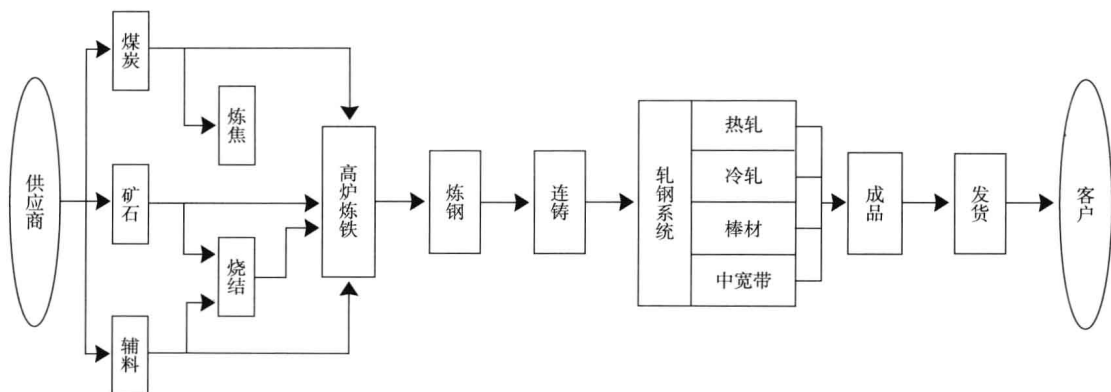 供应商
煤炭
炼焦
矿石
烧结
辅料
高炉炼铁
炼钢
连铸
轧钢系统
热轧
冷轧
棒材
中宽带
成品
发货
客户